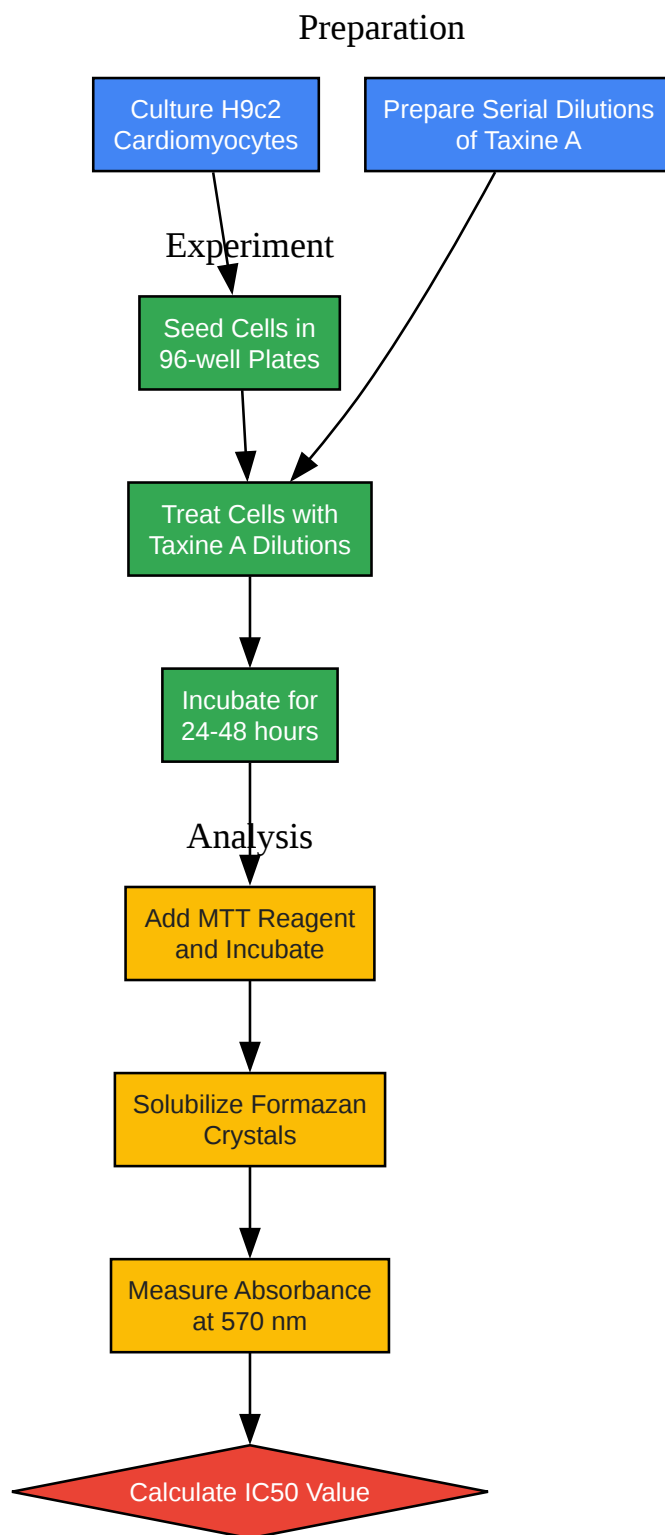 Preparation
Culture H9c2
Cardiomyocytes
Prepare Serial Dilutions
of Taxine A
Experiment
Seed Cells in
96-well Plates
Treat Cells with
Taxine A Dilutions
Incubate for
24-48 hours
Analysis
Add MTT Reagent
and Incubate
Solubilize Formazan
Crystals
Measure Absorbance
at 570 nm
Calculate IC50 Value